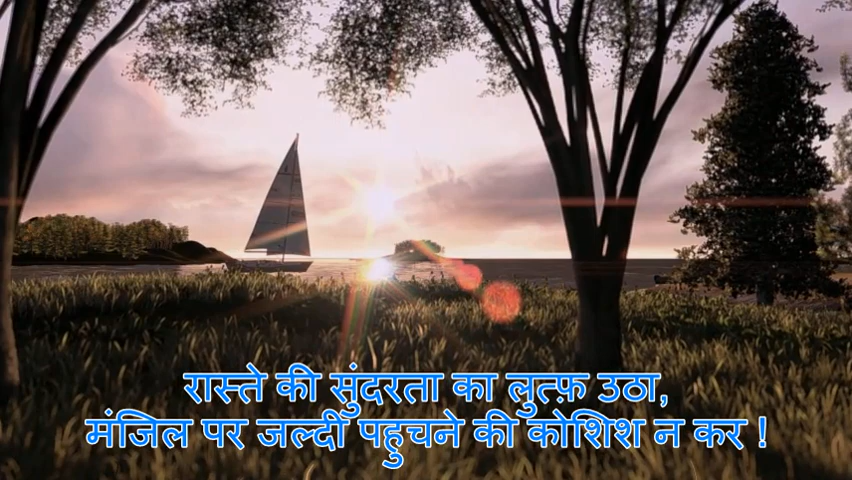 रास्ते की सुंदरता का लुत्फ़ उठा,
मंजिल पर जल्दी पहुचने की कोशिश न कर !